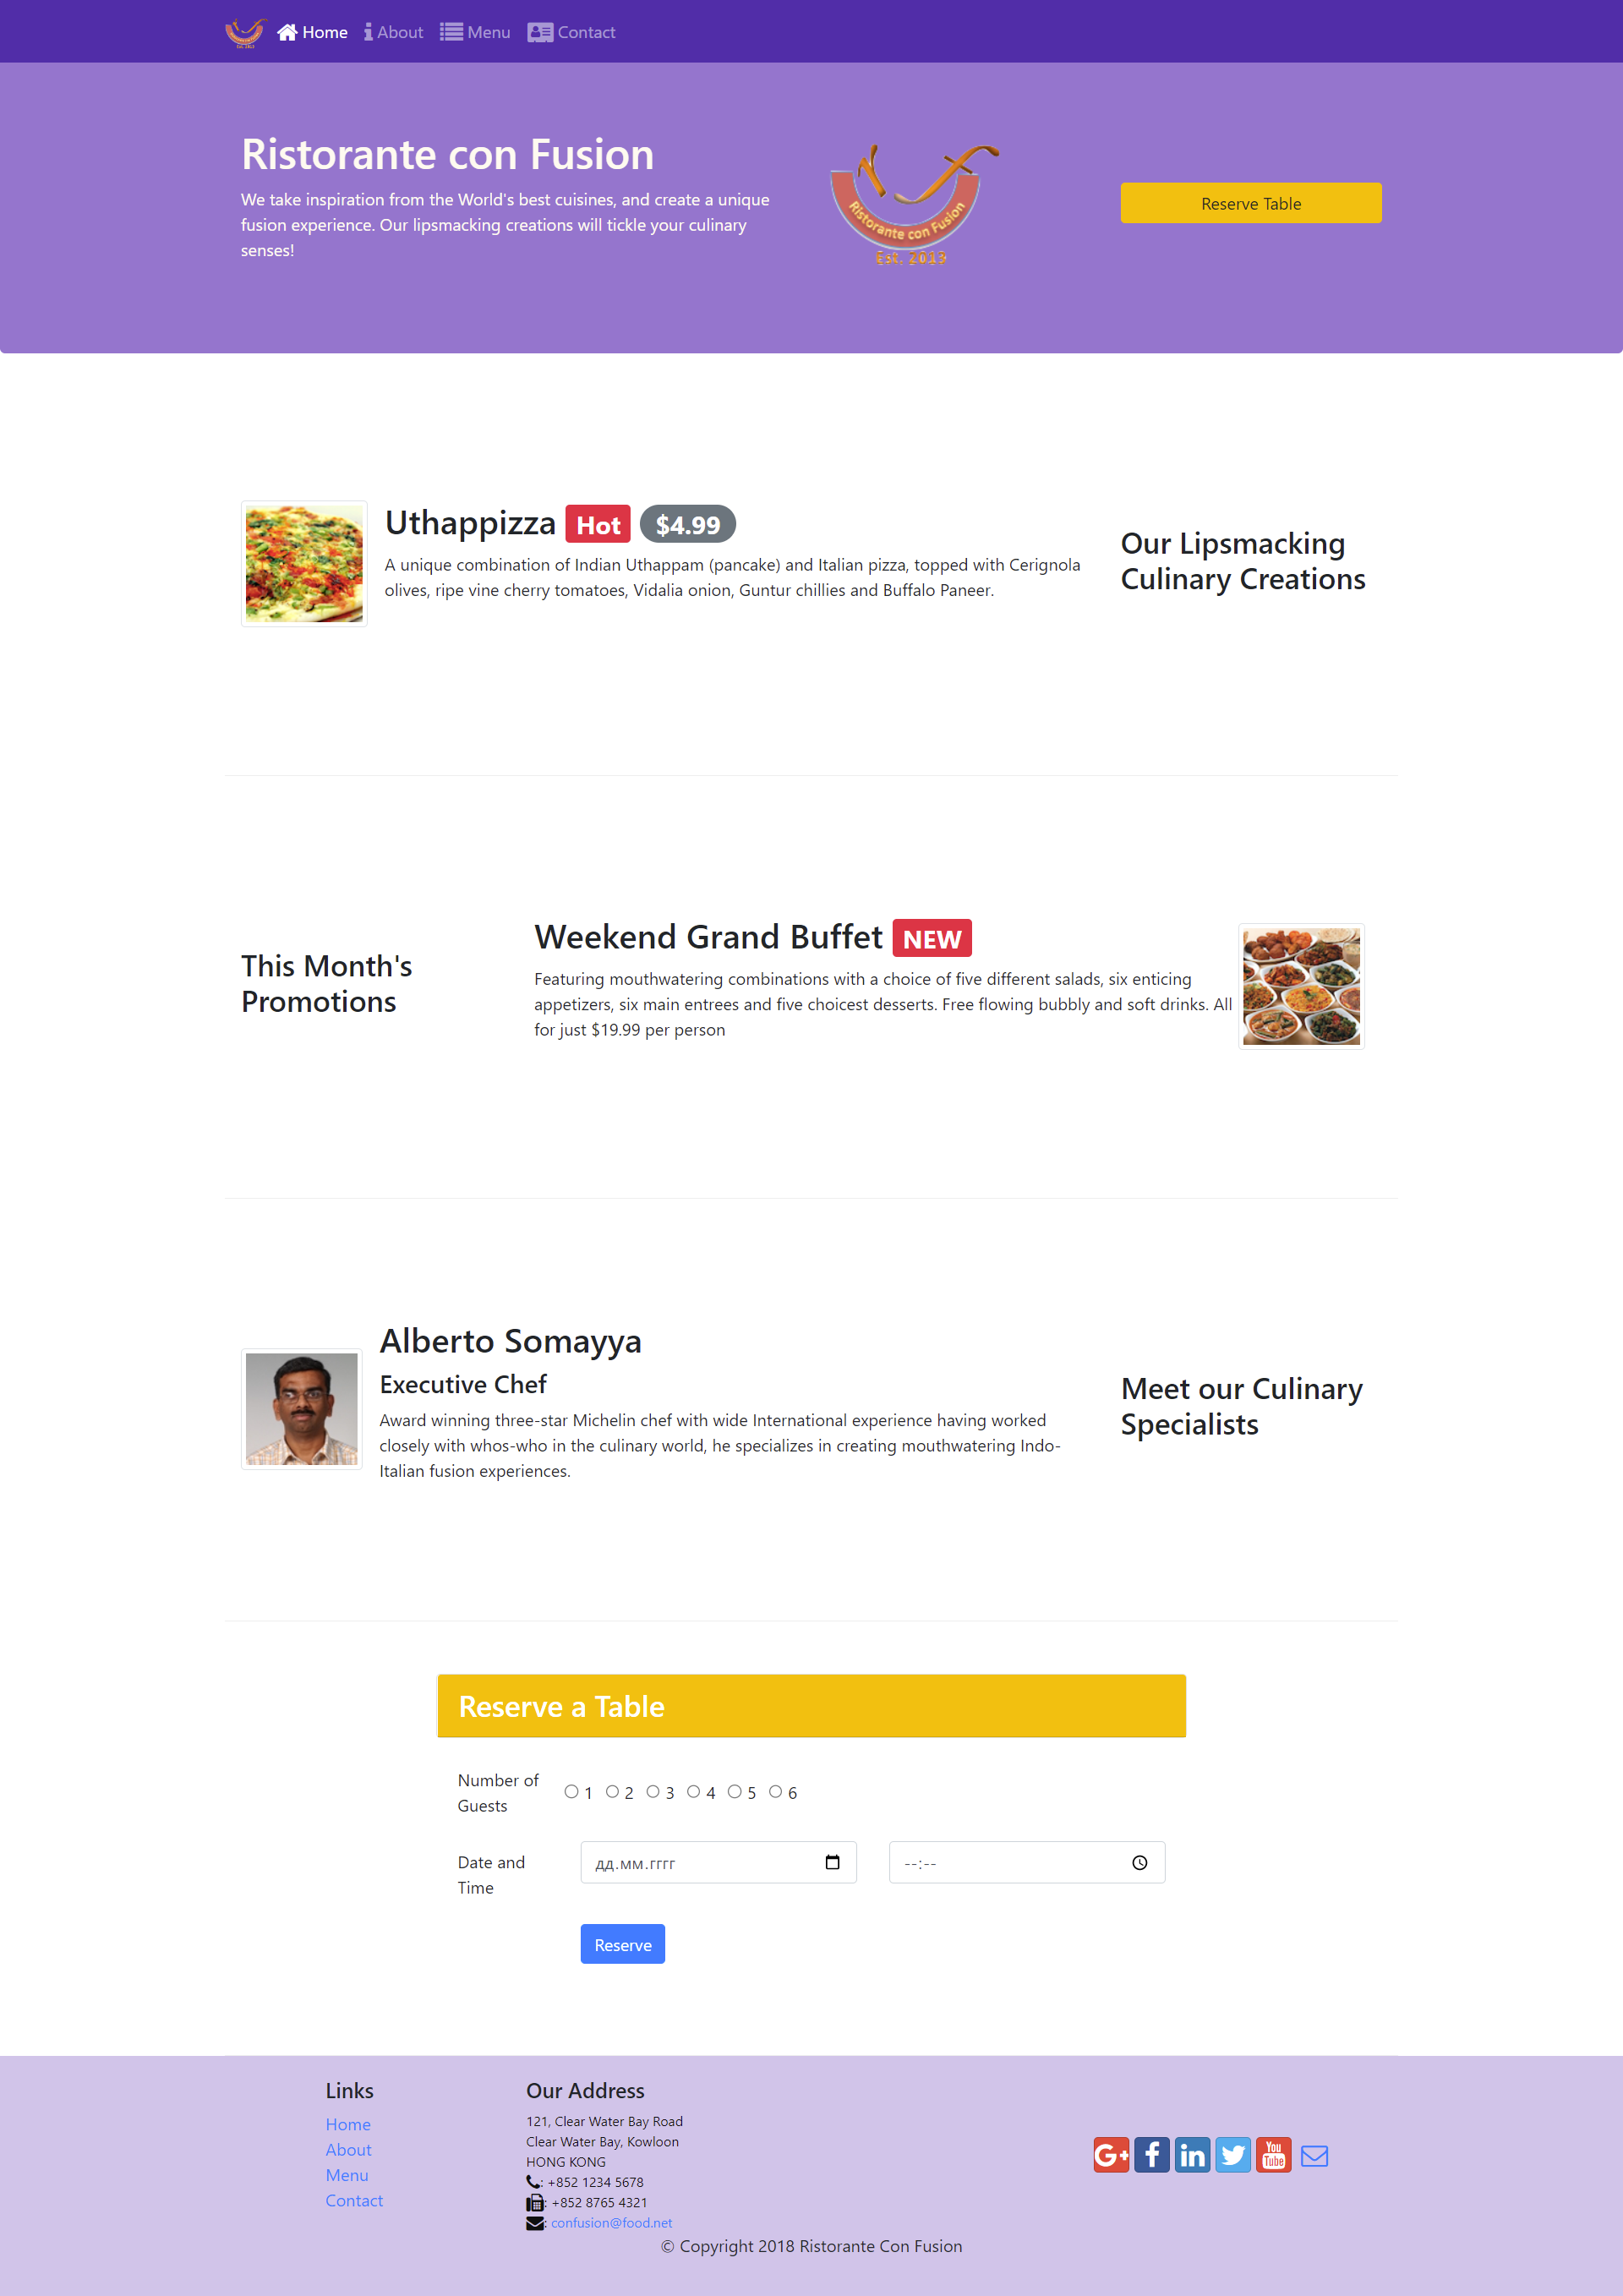 Home About Menu Contact
Ristorante con Fusion
We take inspiration from the World's best cuisines, and create a unique
fusion experience. Our lipsmacking creations will tickle your culinary
senses!
Ristorante con Fusion
Est. 2013
Reserve Table
Uthappizza Hot $4.99
A unique combination of Indian Uthappam (pancake) and Italian pizza, topped with Cerignola
olives, ripe vine cherry tomatoes, Vidalia onion, Guntur chillies and Buffalo Paneer.
Our Lipsmacking
Culinary Creations
This Month's
Promotions
Weekend Grand Buffet NEW
Featuring mouthwatering combinations with a choice of five different salads, six enticing
appetizers, six main entrees and five choicest desserts. Free flowing bubbly and soft drinks. All
for just $19.99 per person
Alberto Somayya
Executive Chef
Award winning three-star Michelin chef with wide International experience having worked
closely with whos-who in the culinary world, he specializes in creating mouthwatering Indo-
Italian fusion experiences.
Meet our Culinary
Specialists
Reserve a Table
Number of
Guests
1 2 3 4 5 6
Date and
Time
дд.мм.гггг
--:--
Reserve
Links
Home
About
Menu
Contact
Our Address
121, Clear Water Bay Road
Clear Water Bay, Kowloon
HONG KONG
: +852 1234 5678
: +852 8765 4321
: confusion@food.net
G+ f in You Tube
© Copyright 2018 Ristorante Con Fusion